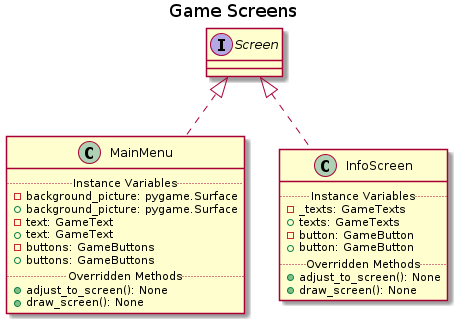 Game Screens
I Screen
C MainMenu
Instance Variables
background_picture: pygame.Surface
background_picture: pygame.Surface
text: GameText
text: GameText
buttons: GameButtons
buttons: GameButtons
Overridden Methods
adjust_to_screen(): None
draw_screen(): None
C InfoScreen
Instance Variables
_texts: GameTexts
texts: GameTexts
button: GameButton
button: GameButton
Overridden Methods
adjust_to_screen(): None
draw_screen(): None